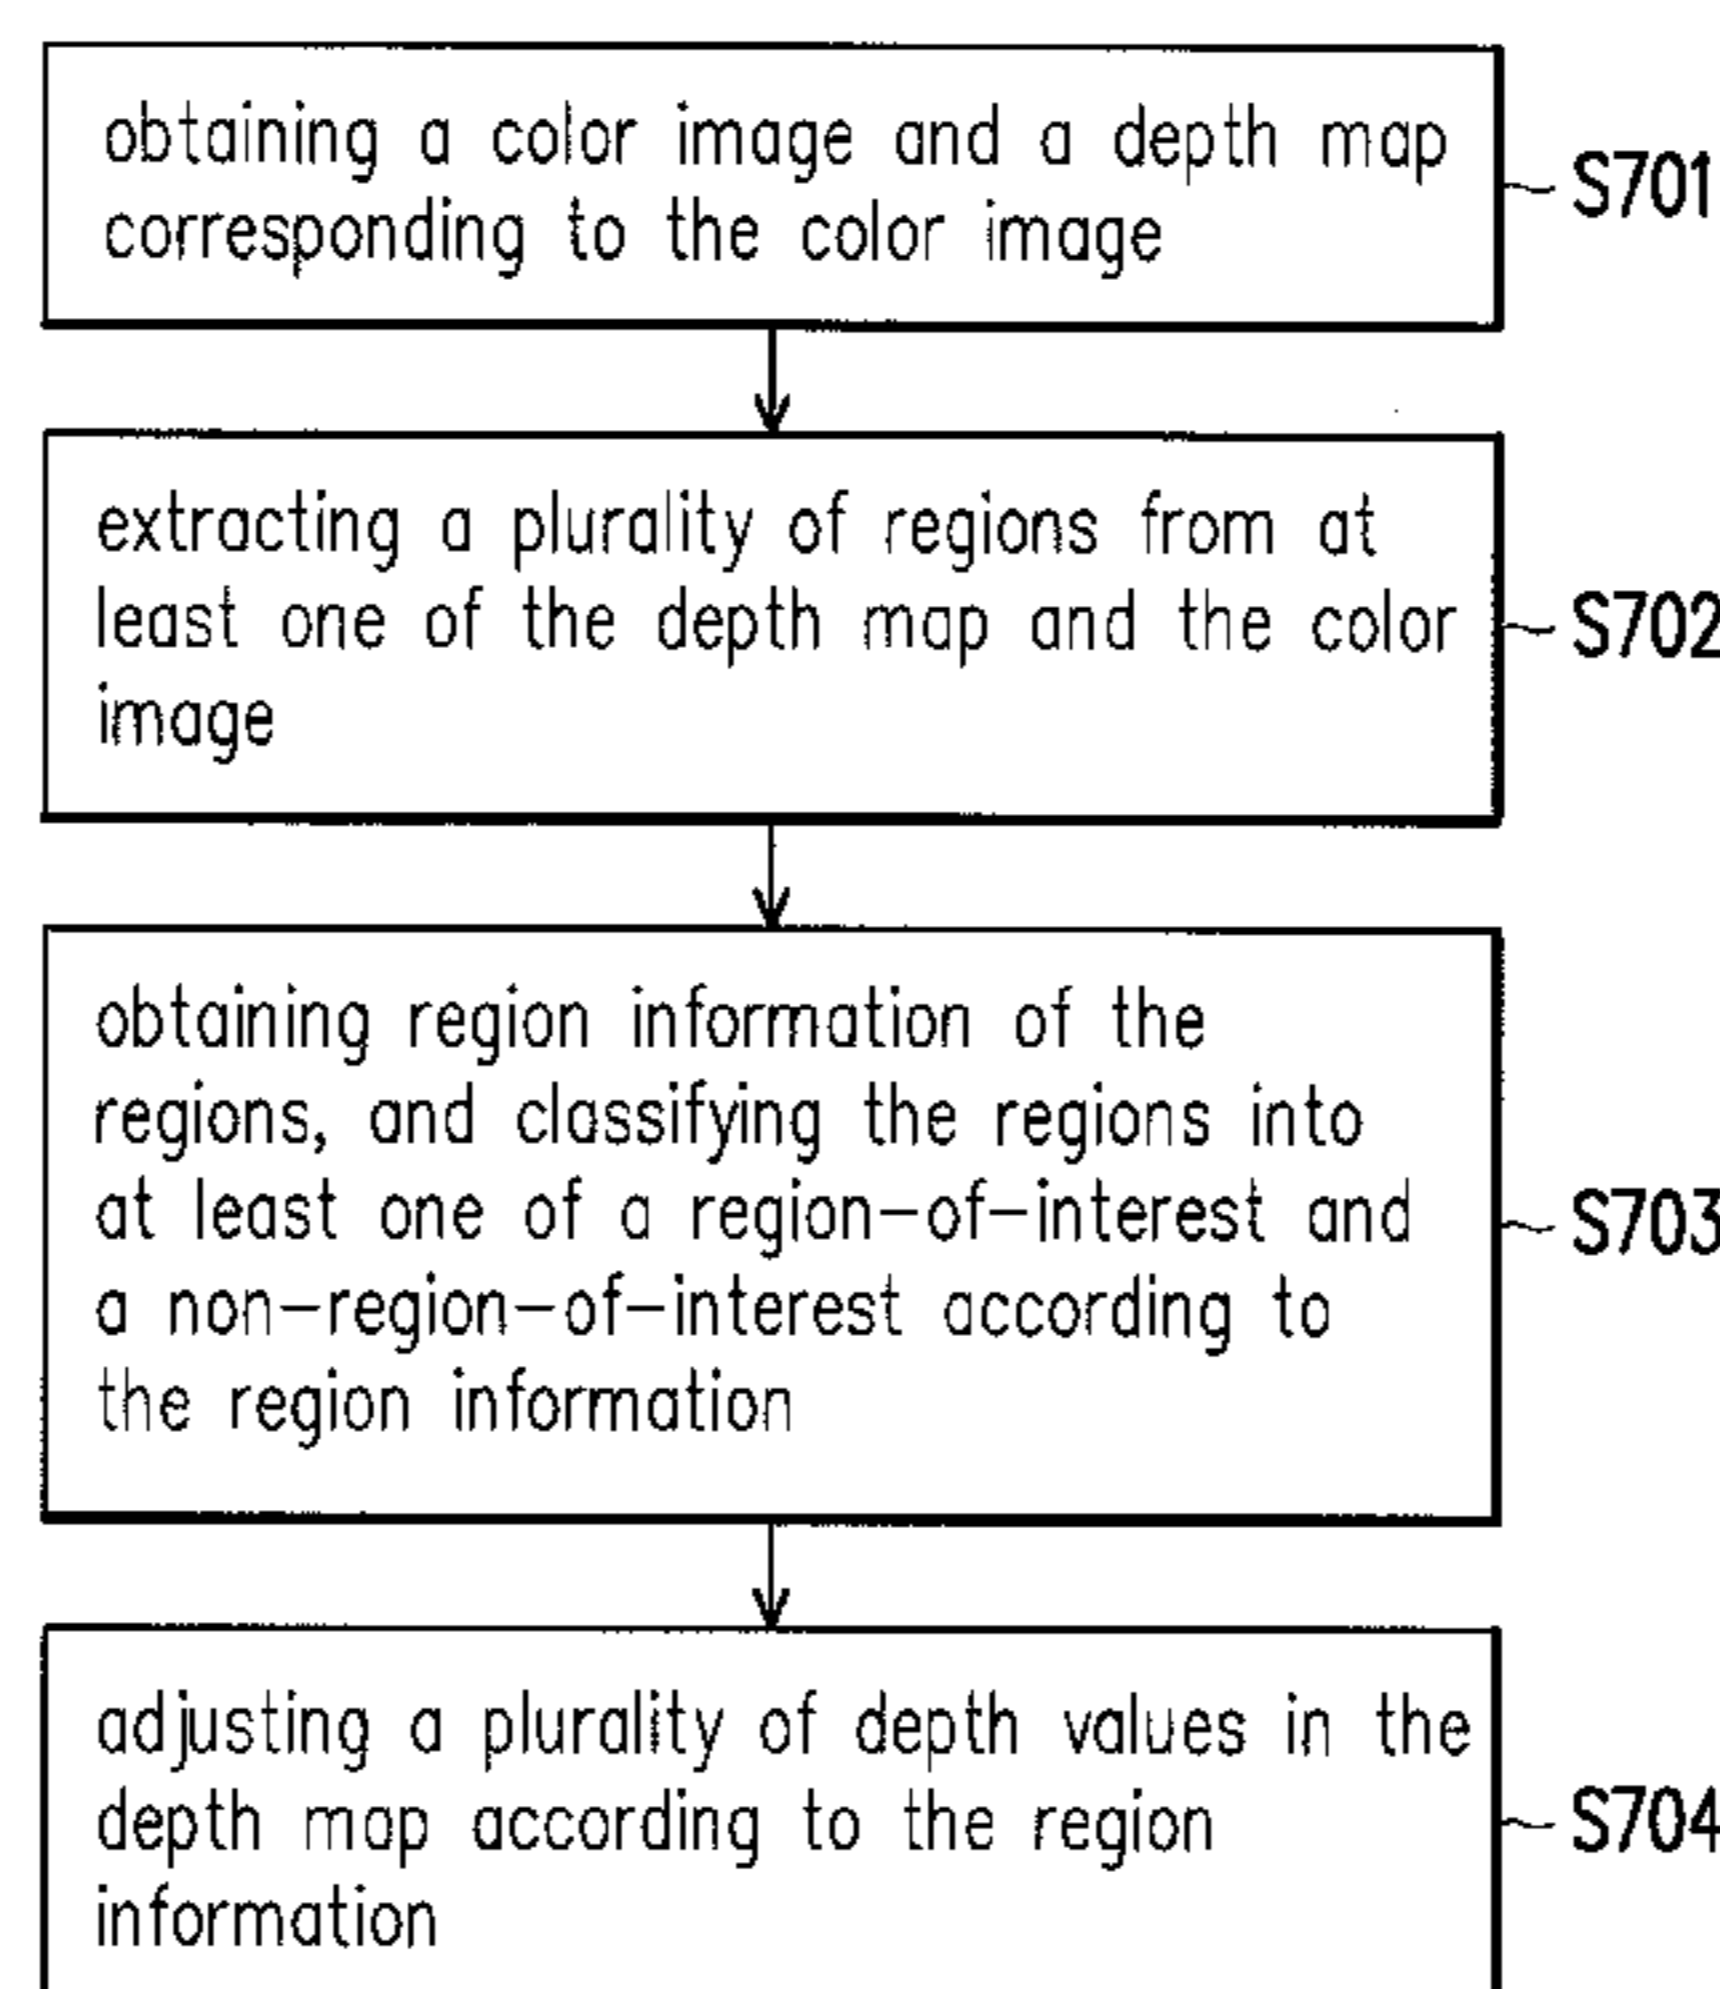 obtaining a color image and a depth map
corresponding to the color image
S701
extracting a plurality of regions from at
least one of the depth map and the color
image
S702
obtaining region information of the
regions, and classifying the regions into
at least one of a region-of-interest and
a non-region-of-interest according to
the region information
S703
adjusting a plurality of depth values in the
depth map according to the region
information
S704